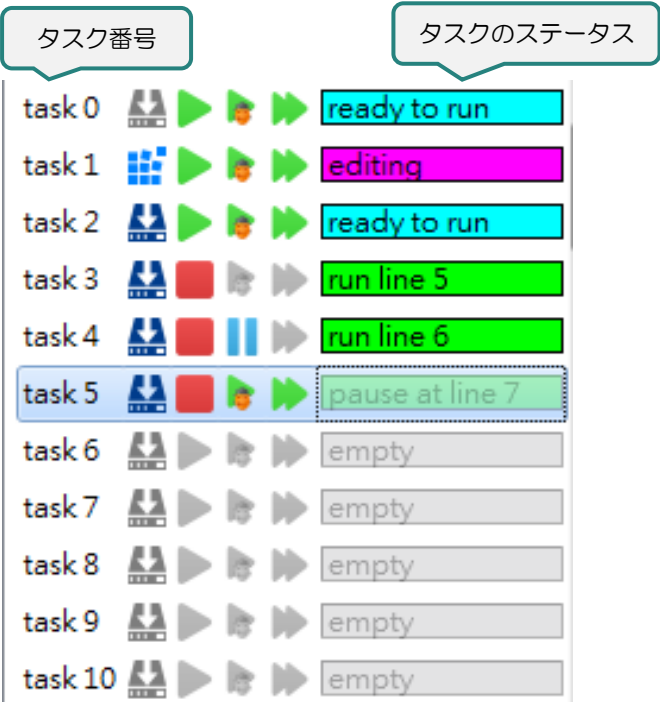 タスク番号
タスクのステータス
task 0 ready to run
task 1 editing
task 2 ready to run
task 3 run line 5
task 4 run line 6
task 5 pause at line 7
task 6 empty
task 7 empty
task 8 empty
task 9 empty
task 10 empty